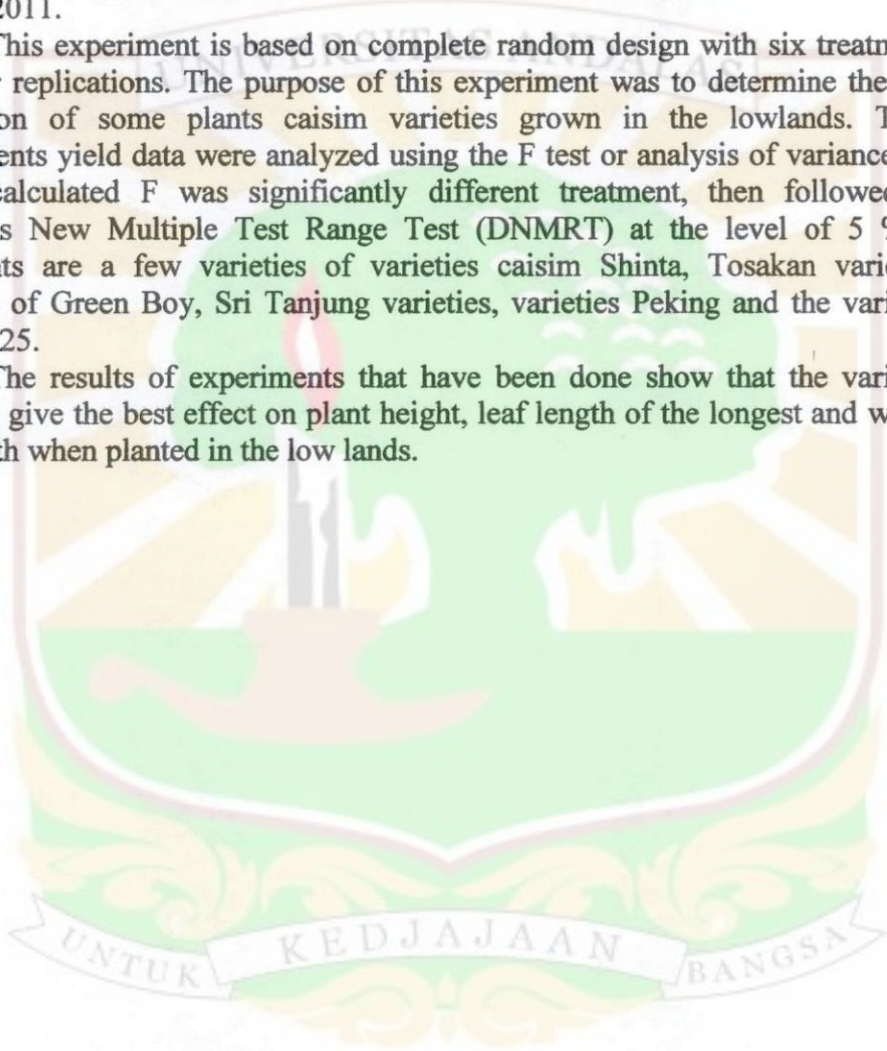 2011.
This experiment is based on complete random design with six treatm
r replications. The purpose of this experiment was to determine the
on of some plants caisim varieties grown in the lowlands. T
ents yield data were analyzed using the F test or analysis of variance
calculated F was significantly different treatment, then followed
s New Multiple Test Range Test (DNMRT) at the level of 5 %
ts are a few varieties of varieties caisim Shinta, Tosakan varie
of Green Boy, Sri Tanjung varieties, varieties Peking and the vari
25.
The results of experiments that have been done show that the vari
give the best effect on plant height, leaf length of the longest and w
th when planted in the low lands.
UNIVERSITAS ANDALAS
UNTUK KEDJAJAAN BANGSA